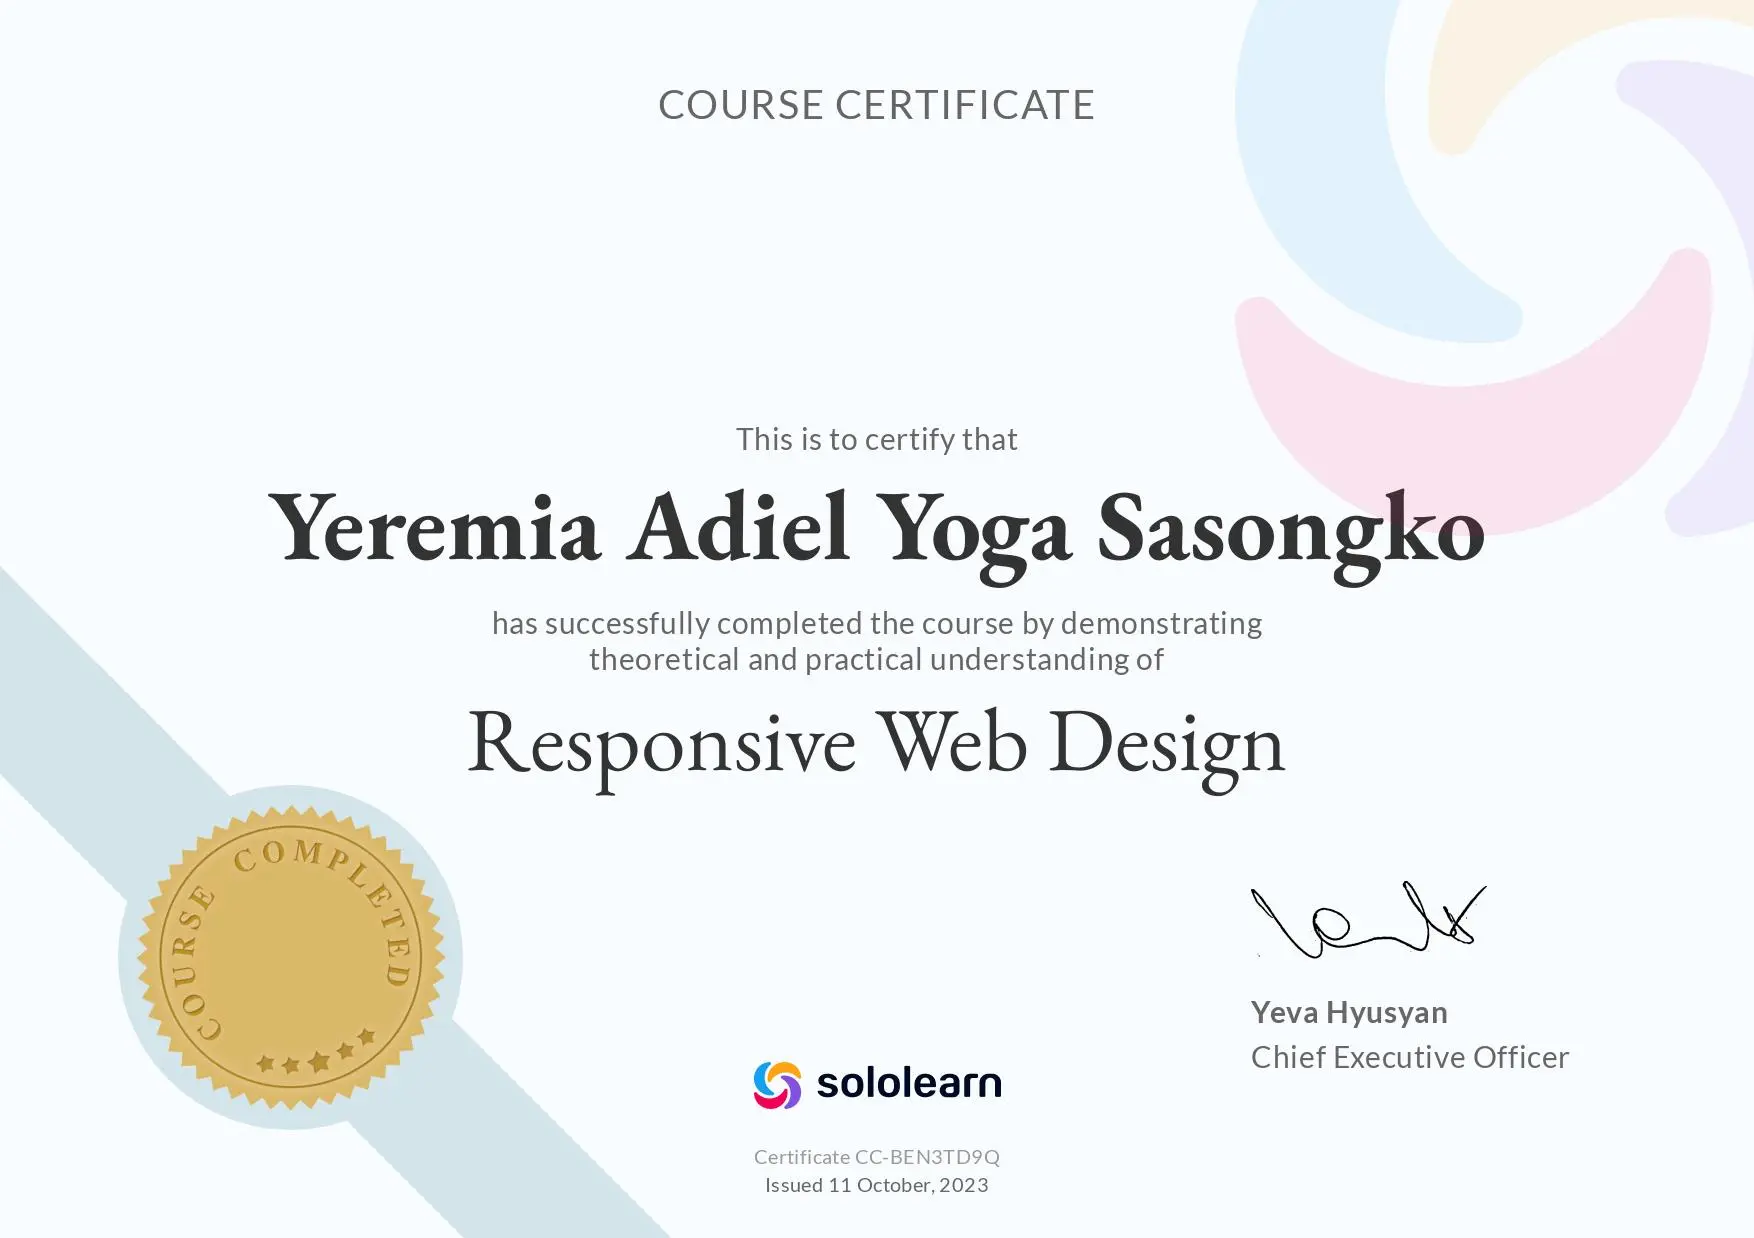 COURSE CERTIFICATE
This is to certify that
Yeremia Adiel Yoga Sasongko
has successfully completed the course by demonstrating
theoretical and practical understanding of
Responsive Web Design
COURSE COMPLETED
Yeva Hyusyan
Chief Executive Officer
sololearn
Certificate CC-BEN3TD9Q
Issued 11 October, 2023